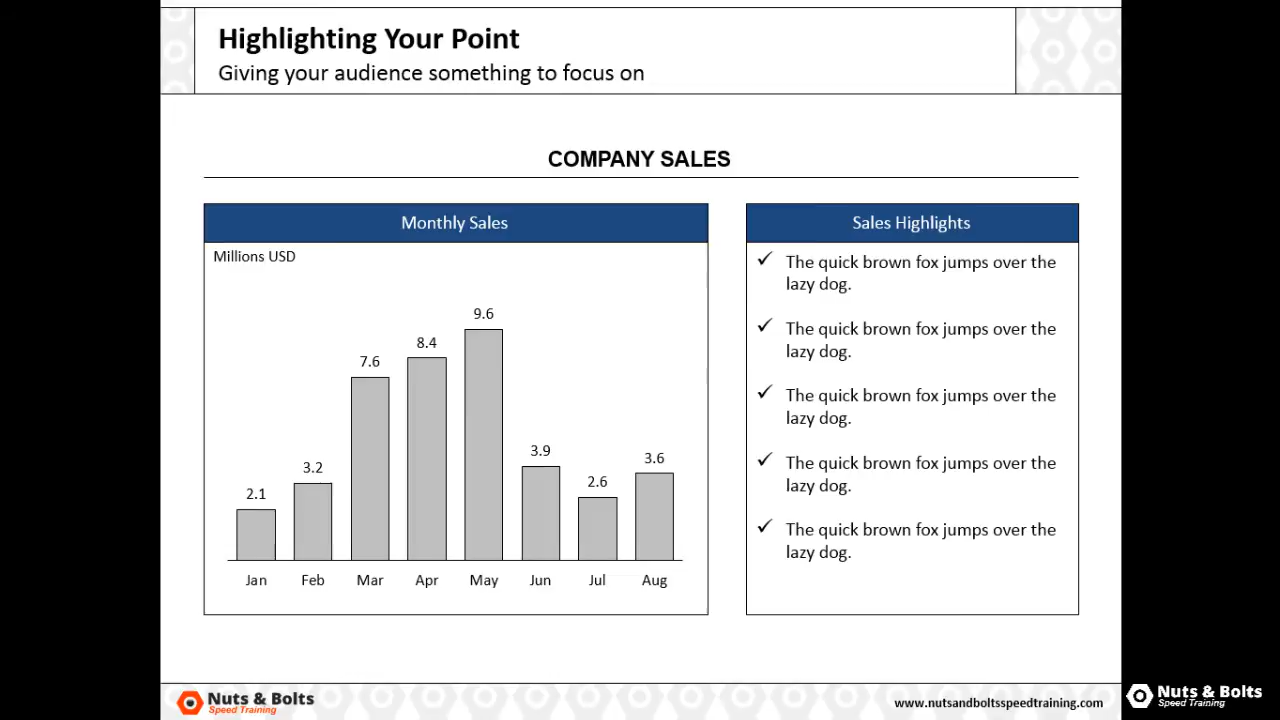 Highlighting Your Point
Giving your audience something to focus on
COMPANY SALES
Monthly Sales
Millions USD
2.1
3.2
7.6
8.4
9.6
3.9
2.6
3.6
Jan Feb Mar Apr May Jun Jul Aug
Sales Highlights
✓ The quick brown fox jumps over the
lazy dog.
✓ The quick brown fox jumps over the
lazy dog.
✓ The quick brown fox jumps over the
lazy dog.
✓ The quick brown fox jumps over the
lazy dog.
✓ The quick brown fox jumps over the
lazy dog.
Nuts & Bolts
Speed Training
www.nutsandboltsspeedtraining.com
Nuts & Bolts
Speed Training